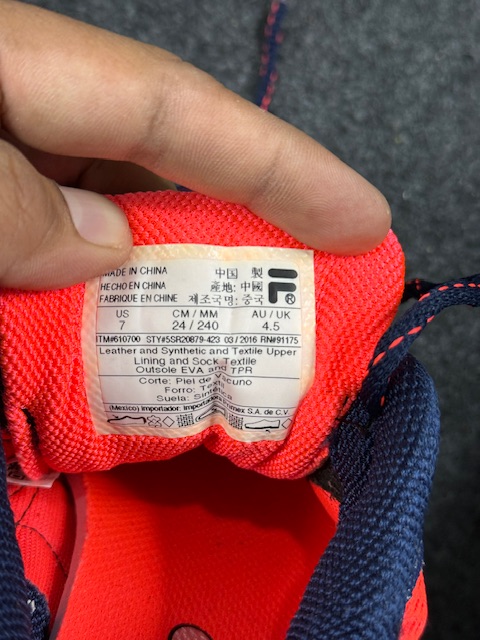 MADE IN CHINA 中国 製
HECHO EN CHINA 產地: 中國
FABRIQUE EN CHINE 제조국명: 중국
F®
US CM / MM AU / UK
7 24 / 240 4.5
ITM#610700 STY#5SR20879-423 03 / 2016 RN#91175
Leather and Synthetic and Textile Upper
Lining and Sock Textile
Outsole EVA and TPR
Corte: Piel de Vacuno
Forro: Textil
Suela: Sintética
(Mexico) Importador: S.A. de C.V.